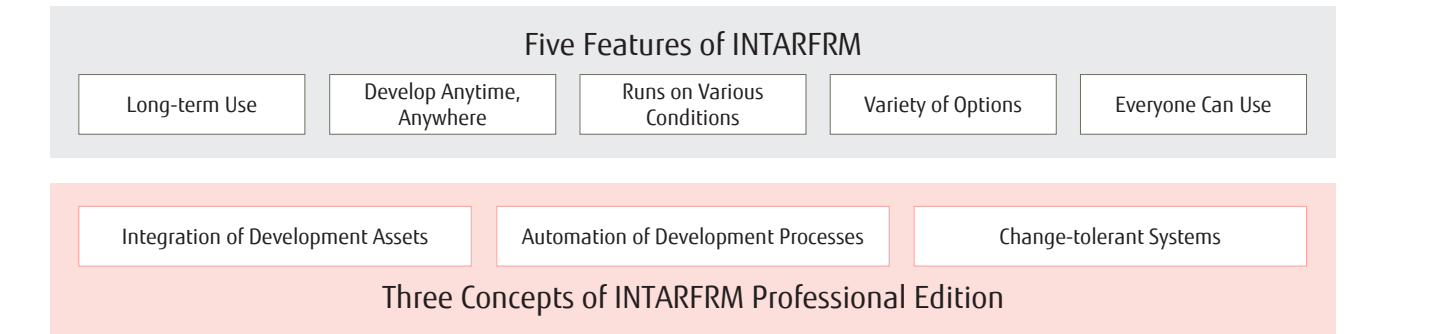 Five Features of INTARFRM
Long-term Use
Develop Anytime,
Anywhere
Runs on Various
Conditions
Variety of Options
Everyone Can Use
Integration of Development Assets
Automation of Development Processes
Change-tolerant Systems
Three Concepts of INTARFRM Professional Edition